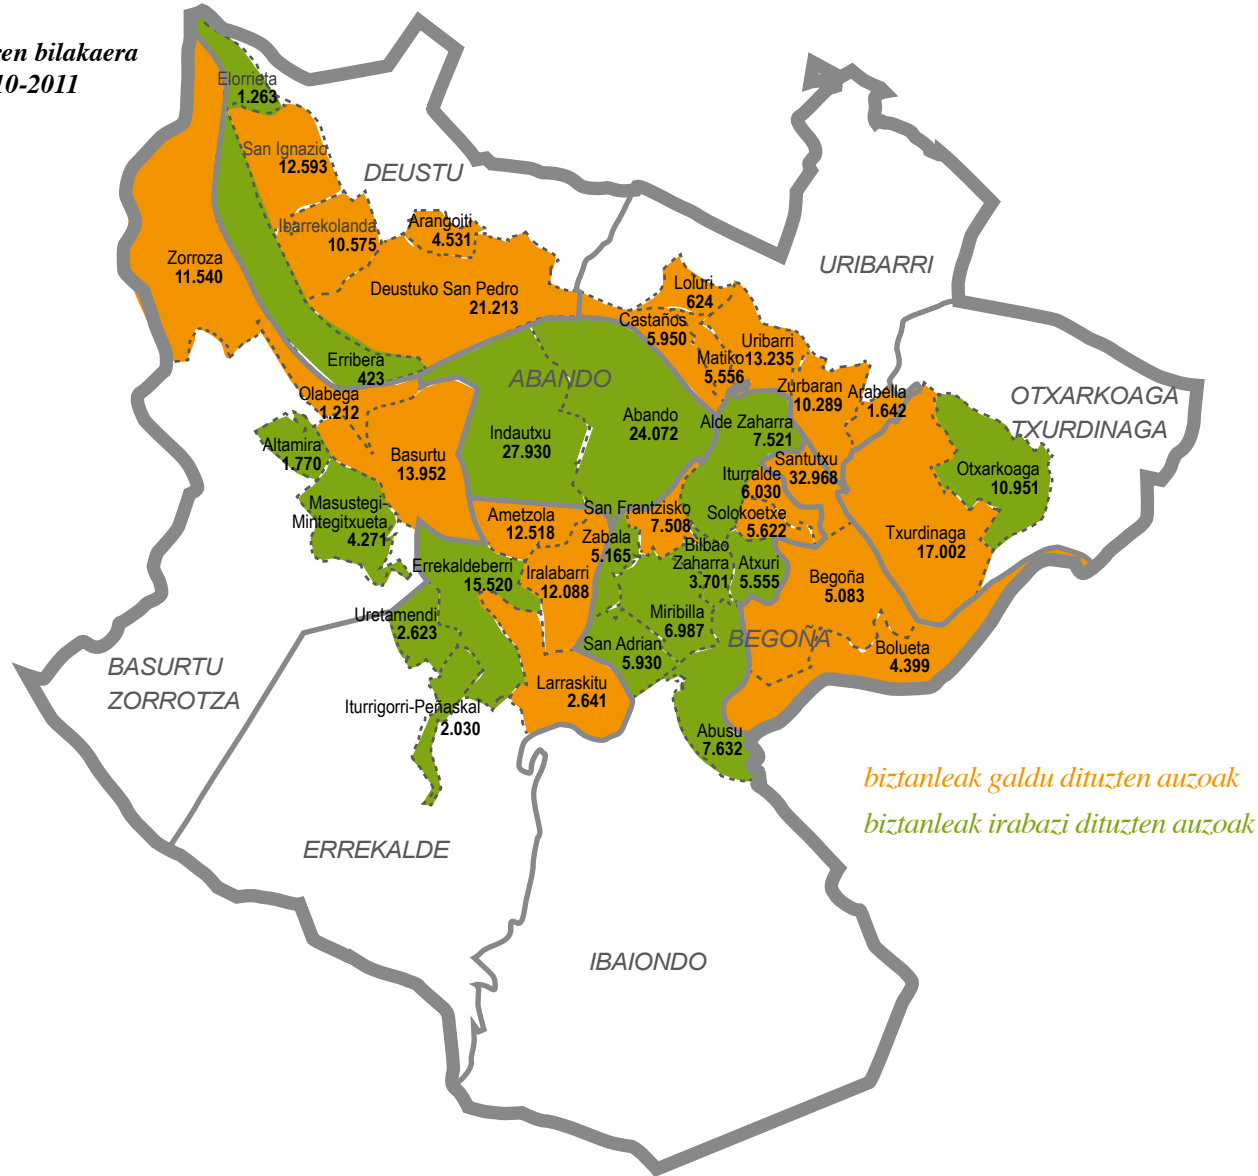 ren bilakaera
10-2011
Elorrieta
1.263
San Ignazio
12.593
DEUSTU
Ibarrekolanda
10.575
Arangoiti
4.531
Zorroza
11.540
Deustuko San Pedro
21.213
URIBARRI
Loluri
624
Castaños
5.950
Uribarri
13.235
Matiko
5,556
Erribera
423
ABANDO
Zurbaran
10.289
Arabella
1.642
OTXARKOAGA
TXURDINAGA
Olabega
1.212
Abando
24.072
Alde Zaharra
7.521
Altamira
1.770
Indautxu
27.930
Basurtu
13.952
Santutxu
32.968
Iturralde
6.030
Otxarkoaga
10.951
Masustegi-
Mintegitxueta
4.271
Ametzola
12.518
San Frantzisko
7.508
Solokoetxe
5.622
Txurdinaga
17.002
Zabala
5.165
Bilbao
Zaharra
3.701
Atxuri
5.555
Errekaldeberri
15.520
Iralabarri
12.088
Begoña
5.083
Uretamendi
2.623
Miribilla
6.987
BEGOÑA
San Adrian
5.930
Bolueta
4.399
BASURTU
ZORROTZA
Larraskitu
2.641
Iturrigorri-Peñaskal
2.030
Abusu
7.632
biztanleak galdu dituzten auzoak
biztanleak irabazi dituzten auzoak
ERREKALDE
IBAIONDO